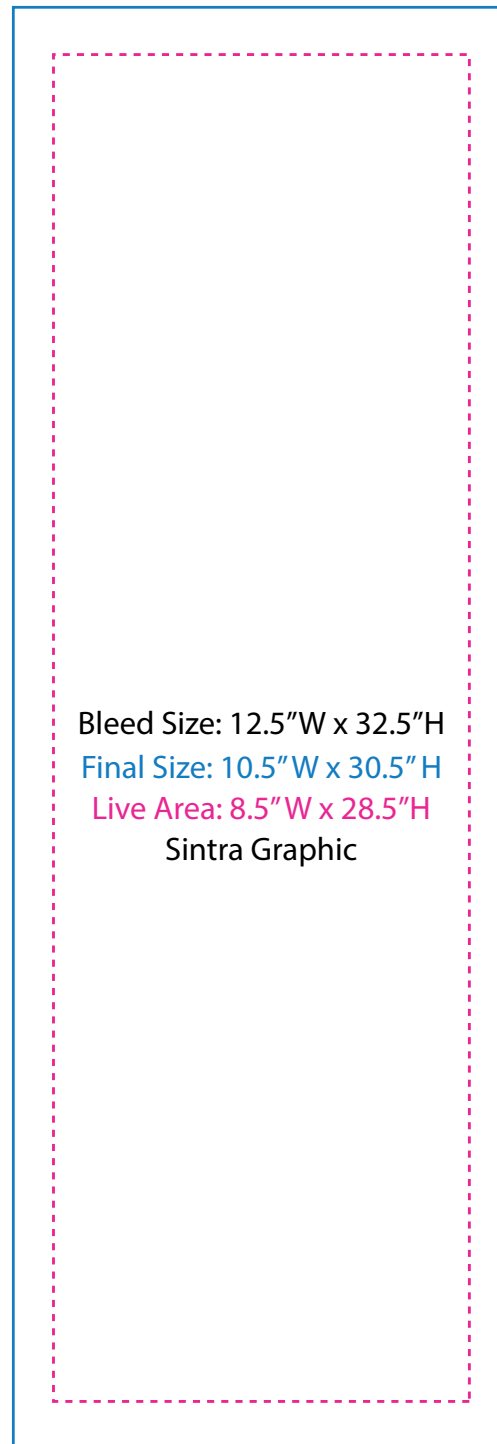 Bleed Size: 12.5”W x 32.5”H
Final Size: 10.5” W x 30.5” H
Live Area: 8.5” W x 28.5”H
Sintra Graphic